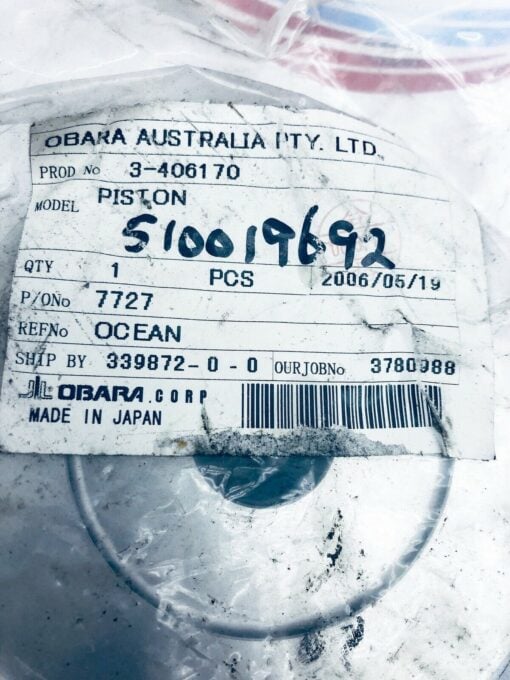 OBARA AUSTRALIA PTY. LTD.
PROD No 3-406170
MODEL PISTON
510019692
QTY 1 PCS 2006/05/19
P/ONo 7727
REFNo OCEAN
SHIP BY 339872-0-0 OURJOBNo 3780988
OBARA.CORP
MADE IN JAPAN